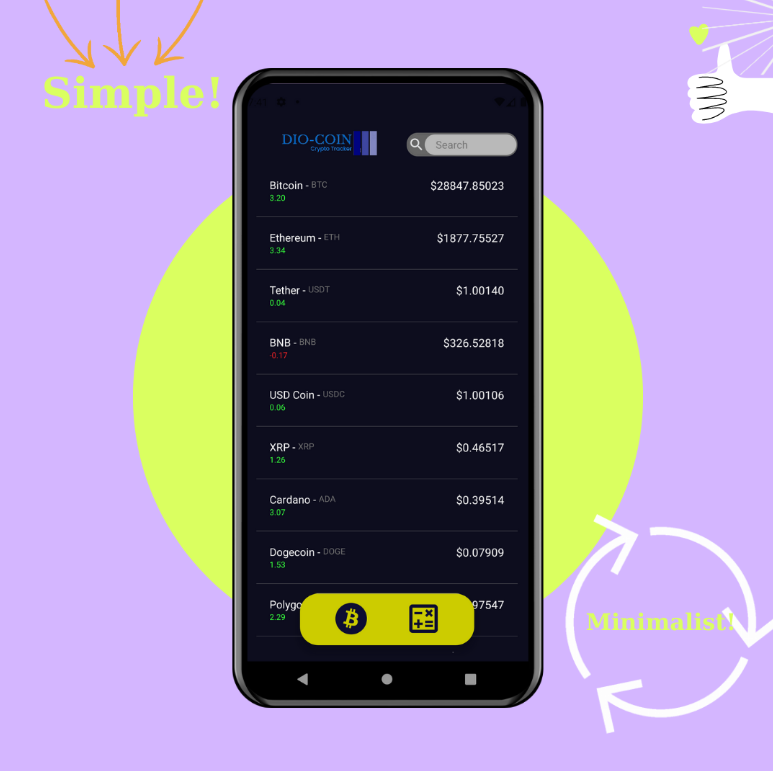 Simple!
DIO-COIN
Crypto Tracker
Search
Bitcoin - BTC $28847.85023
3.20
Ethereum - ETH $1877.75527
3.34
Tether - USDT $1.00140
0.04
BNB - BNB $326.52818
-0.17
USD Coin - USDC $1.00106
0.06
XRP - XRP $0.46517
1.26
Cardano - ADA $0.39514
3.07
Dogecoin - DOGE $0.07909
1.53
Polygo 97547
2.29
Minimalist!